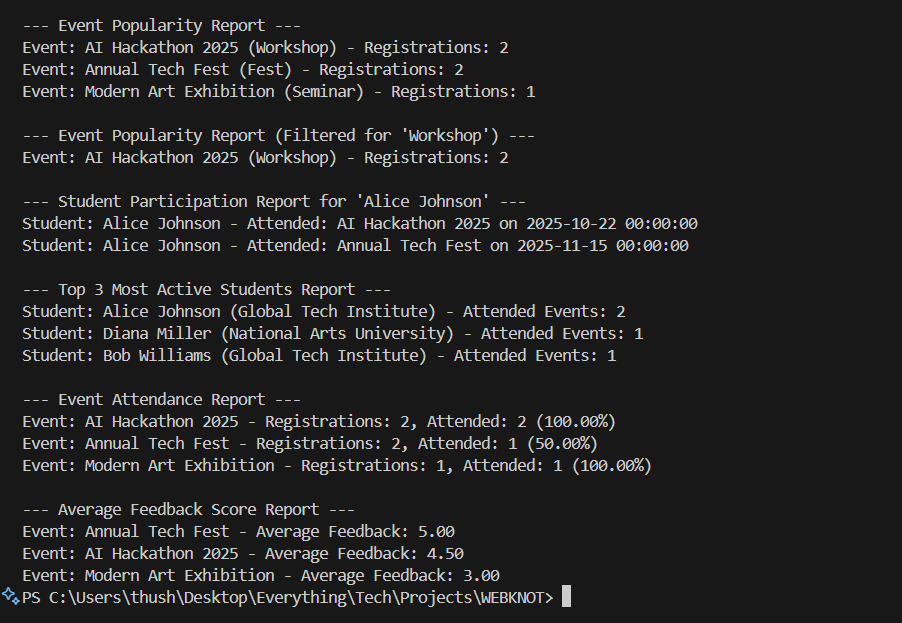 --- Event Popularity Report ---
Event: AI Hackathon 2025 (Workshop) - Registrations: 2
Event: Annual Tech Fest (Fest) - Registrations: 2
Event: Modern Art Exhibition (Seminar) - Registrations: 1
--- Event Popularity Report (Filtered for 'Workshop') ---
Event: AI Hackathon 2025 (Workshop) - Registrations: 2
--- Student Participation Report for 'Alice Johnson' ---
Student: Alice Johnson - Attended: AI Hackathon 2025 on 2025-10-22 00:00:00
Student: Alice Johnson - Attended: Annual Tech Fest on 2025-11-15 00:00:00
--- Top 3 Most Active Students Report ---
Student: Alice Johnson (Global Tech Institute) - Attended Events: 2
Student: Diana Miller (National Arts University) - Attended Events: 1
Student: Bob Williams (Global Tech Institute) - Attended Events: 1
--- Event Attendance Report ---
Event: AI Hackathon 2025 - Registrations: 2, Attended: 2 (100.00%)
Event: Annual Tech Fest - Registrations: 2, Attended: 1 (50.00%)
Event: Modern Art Exhibition - Registrations: 1, Attended: 1 (100.00%)
--- Average Feedback Score Report ---
Event: Annual Tech Fest - Average Feedback: 5.00
Event: AI Hackathon 2025 - Average Feedback: 4.50
Event: Modern Art Exhibition - Average Feedback: 3.00
PS C:\Users\thush\Desktop\Everything\Tech\Projects\WEBKNOT>